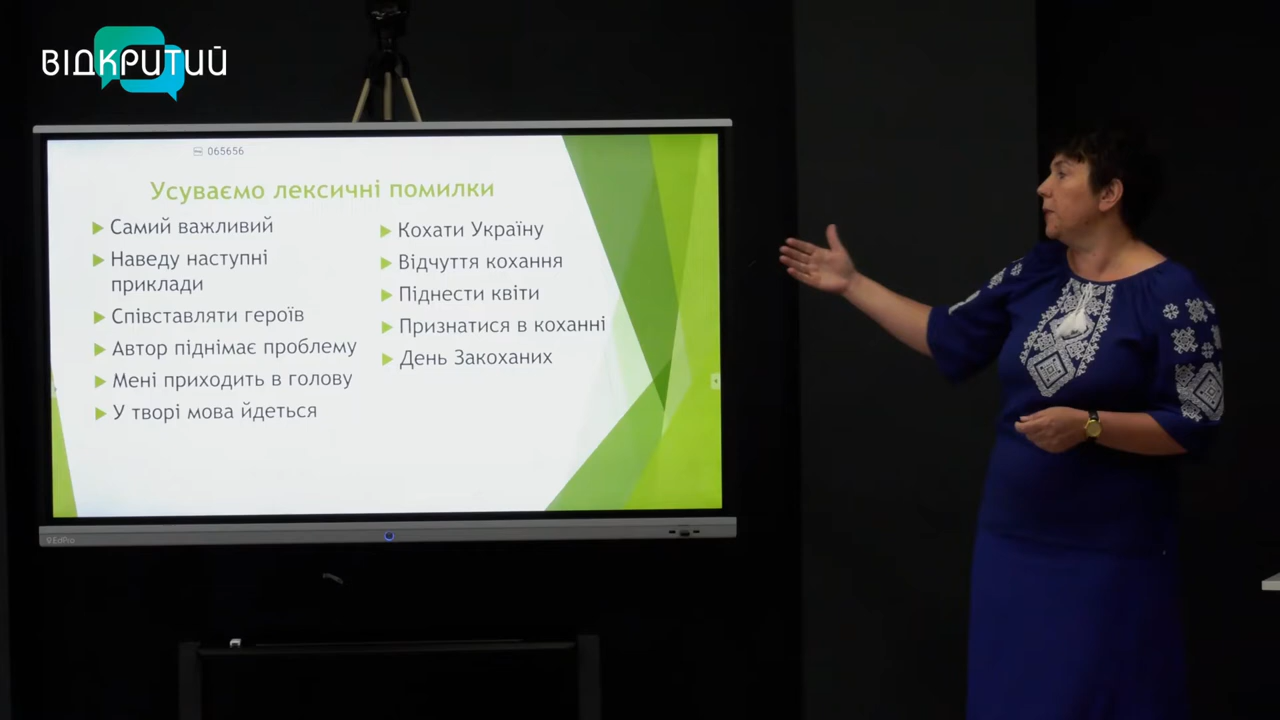 ВІДКРИТИЙ
065656
Усуваємо лексичні помилки
Самий важливий
Наведу наступні
приклади
Співставляти героїв
Автор піднімає проблему
Мені приходить в голову
У творі мова йдеться
Кохати Україну
Відчуття кохання
Піднести квіти
Признатися в коханні
День Закоханих
EdPro